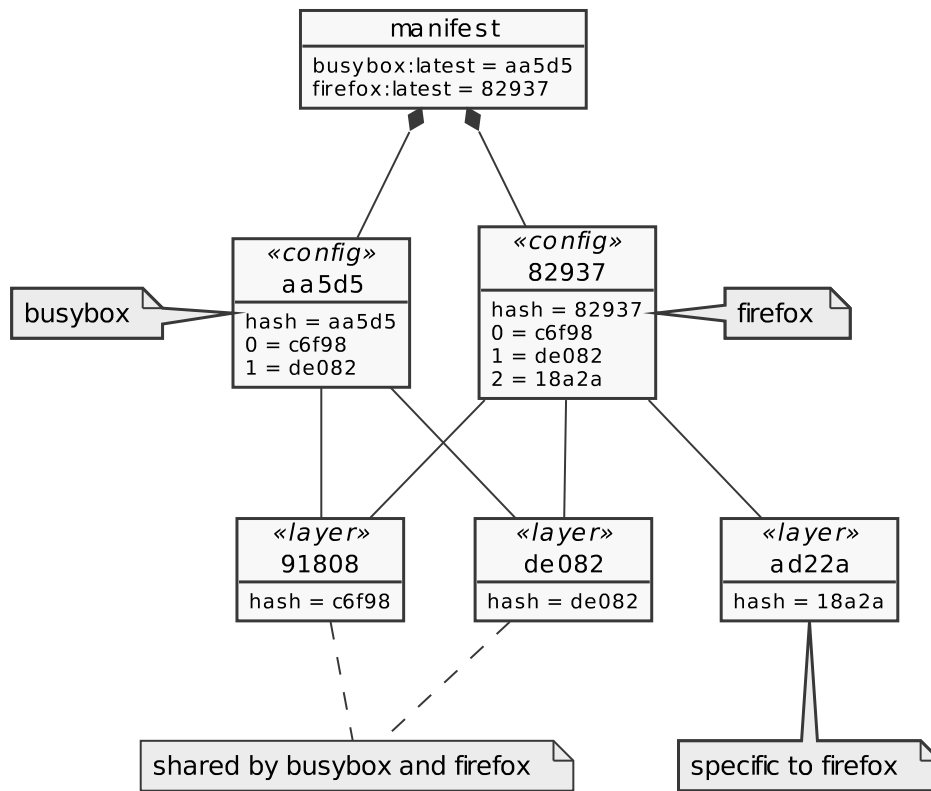 manifest
busybox:latest = aa5d5
firefox:latest = 82937
«config»
aa5d5
hash = aa5d5
0 = c6f98
1 = de082
«config»
82937
hash = 82937
0 = c6f98
1 = de082
2 = 18a2a
busybox
firefox
«layer»
91808
hash = c6f98
«layer»
de082
hash = de082
«layer»
ad22a
hash = 18a2a
shared by busybox and firefox
specific to firefox